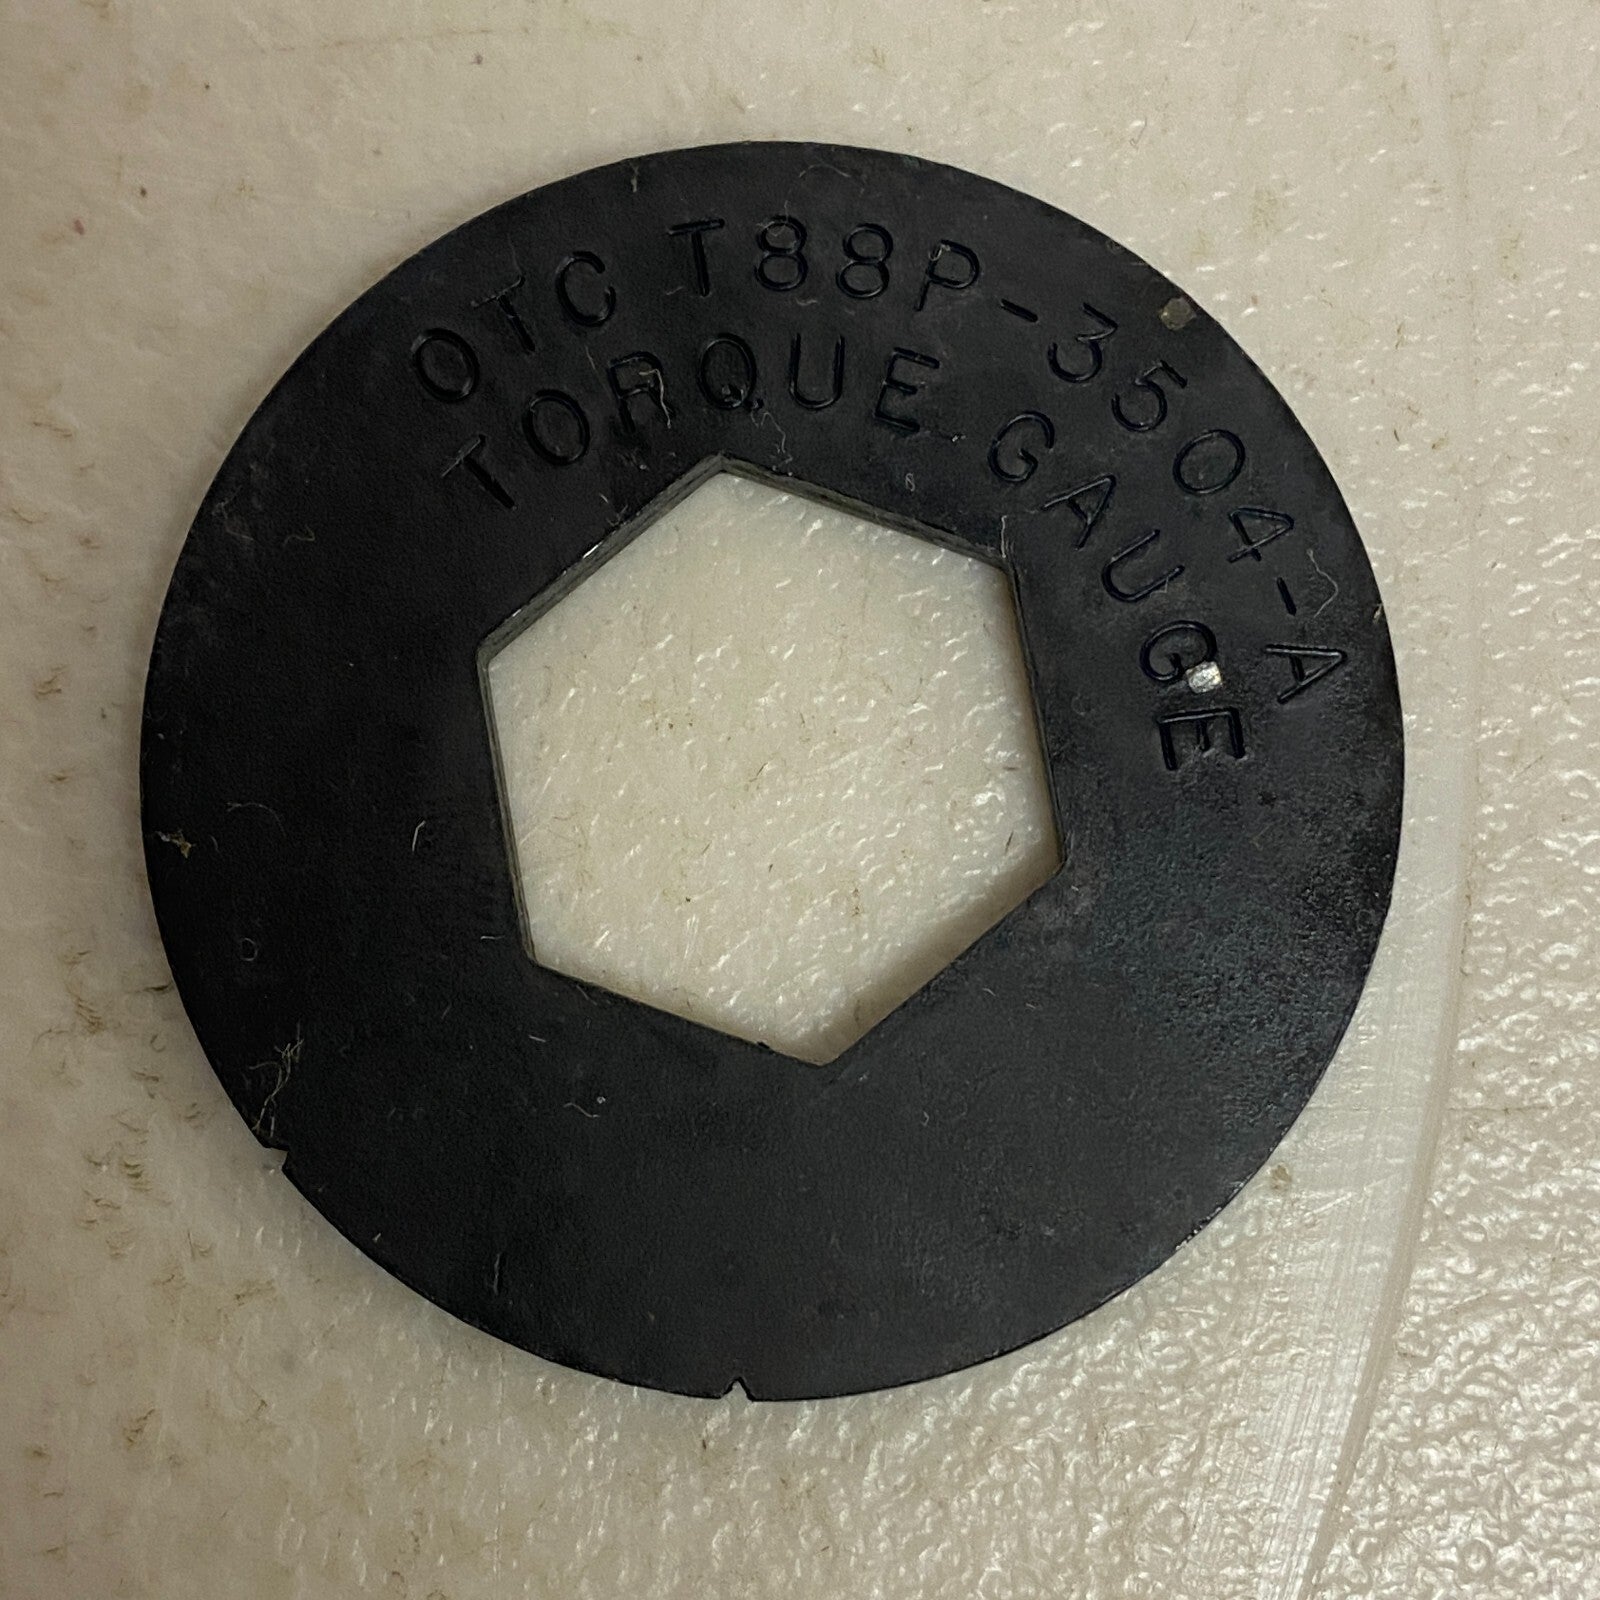 OTC T88P-3504-A
TORQUE GAUGE